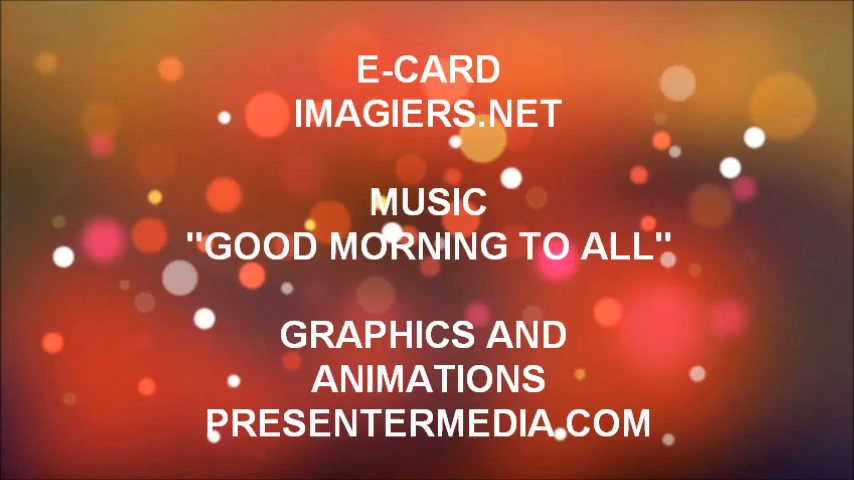 E-CARD
IMAGIERS.NET
MUSIC
"GOOD MORNING TO ALL"
GRAPHICS AND
ANIMATIONS
PRESENTERMEDIA.COM